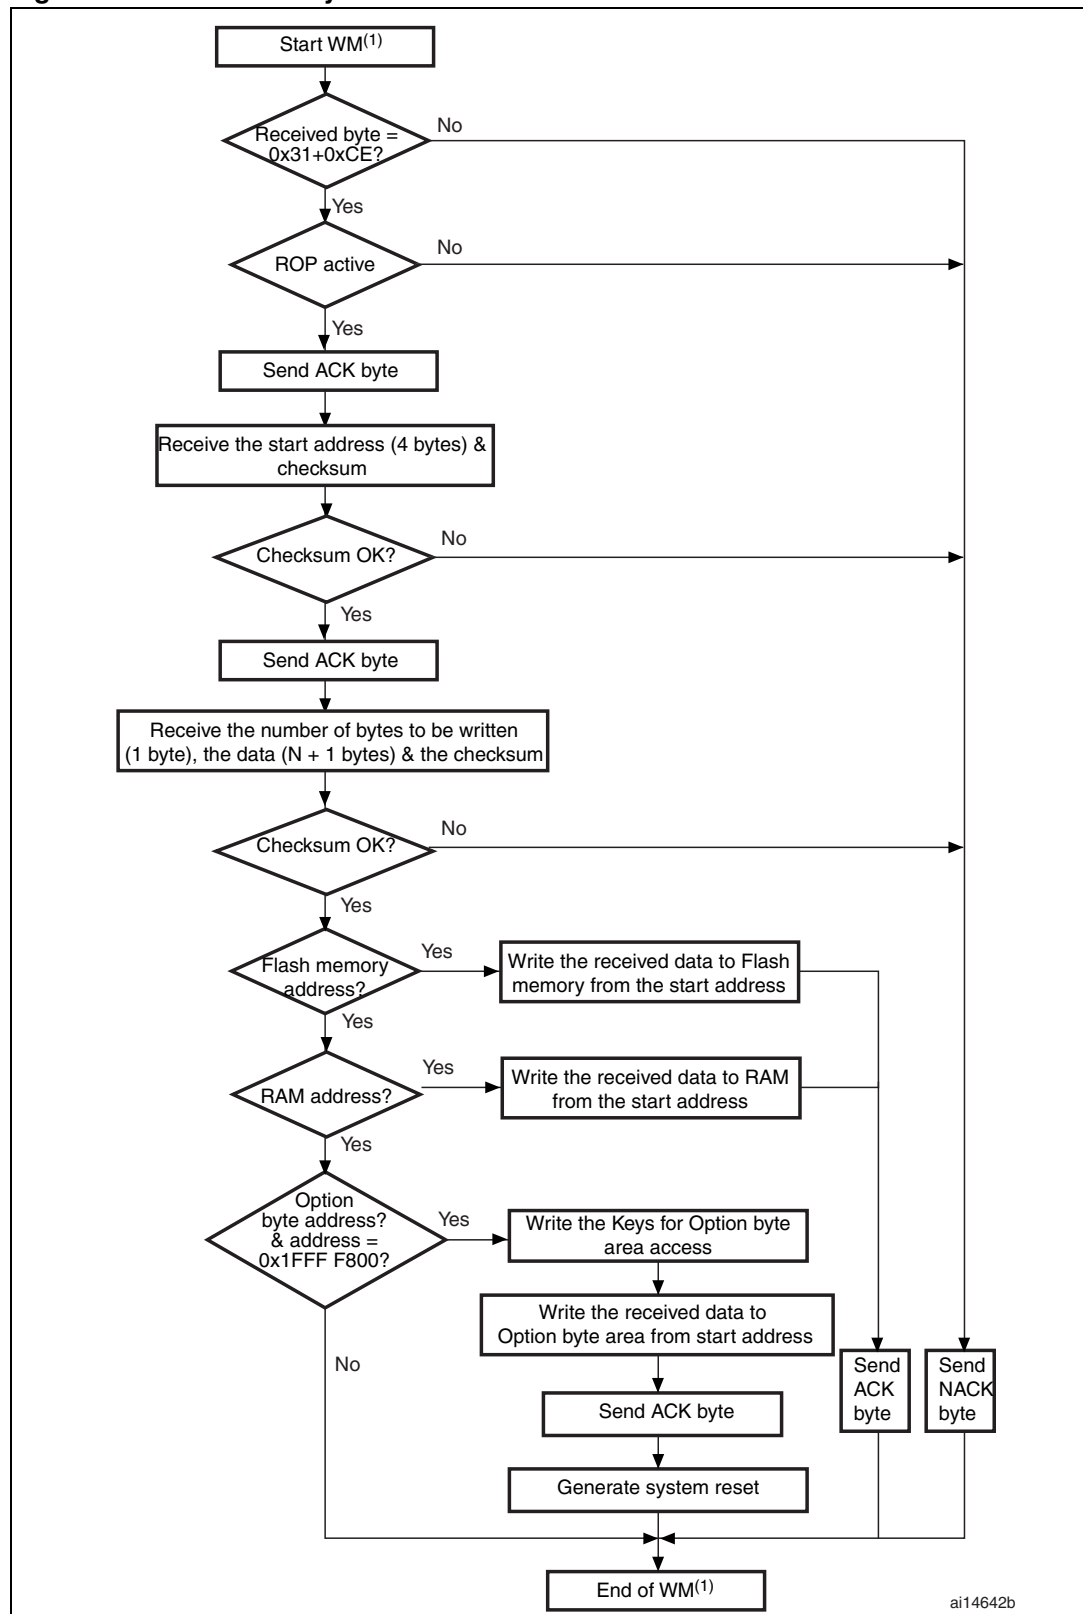 Start WM(1)
Received byte =
0x31+0xCE?
No
Yes
ROP active
No
Yes
Send ACK byte
Receive the start address (4 bytes) &
checksum
Checksum OK?
No
Yes
Send ACK byte
Receive the number of bytes to be written
(1 byte), the data (N + 1 bytes) & the checksum
Checksum OK?
No
Yes
Flash memory
address?
Yes
Write the received data to Flash
memory from the start address
Yes
RAM address?
Yes
Write the received data to RAM
from the start address
Yes
Option
byte address?
& address =
0x1FFF F800?
Yes
Write the Keys for Option byte
area access
Write the received data to
Option byte area from start address
No
Send
ACK
byte
Send
NACK
byte
Send ACK byte
Generate system reset
End of WM(1)
ai14642b